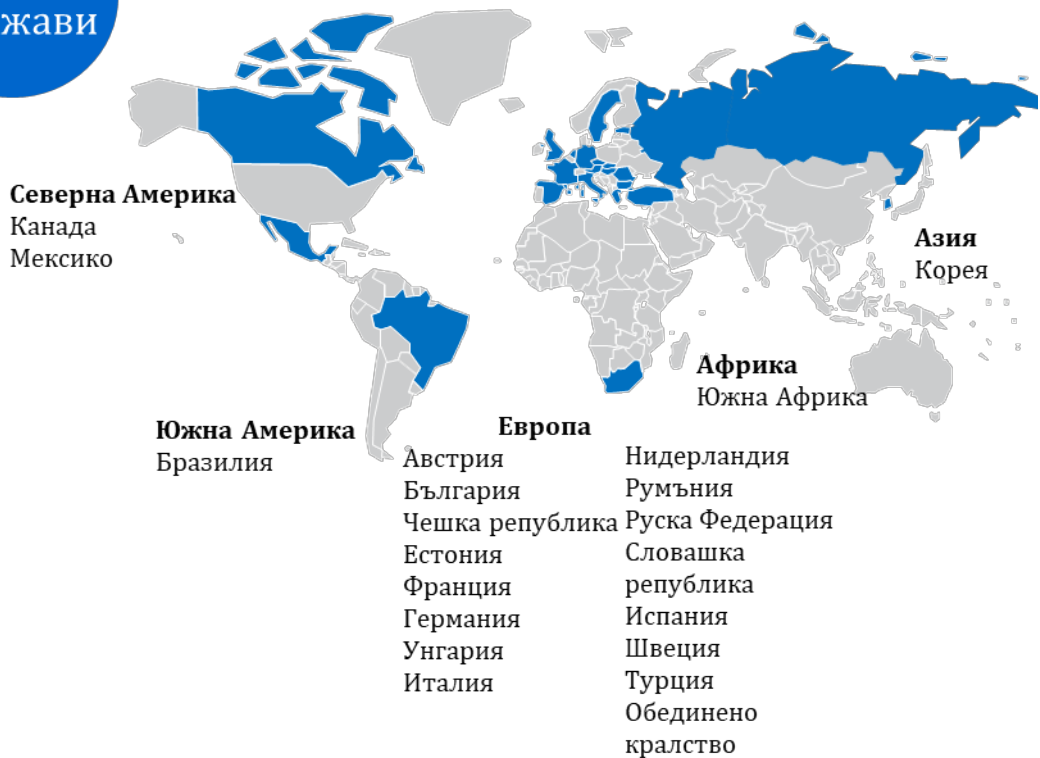 жави
Северна Америка
Канада
Мексико
Азия
Корея
Африка
Южна Африка
Южна Америка
Бразилия
Европа
Австрия
България
Чешка република
Естония
Франция
Германия
Унгария
Италия
Нидерландия
Румъния
Руска Федерация
Словашка
република
Испания
Швеция
Турция
Обединено
кралство